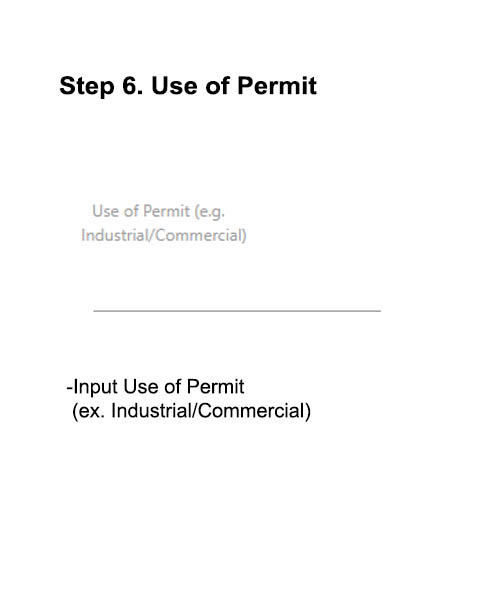 Step 6. Use of Permit
Use of Permit (e.g.
Industrial/Commercial)
-Input Use of Permit
(ex. Industrial/Commercial)